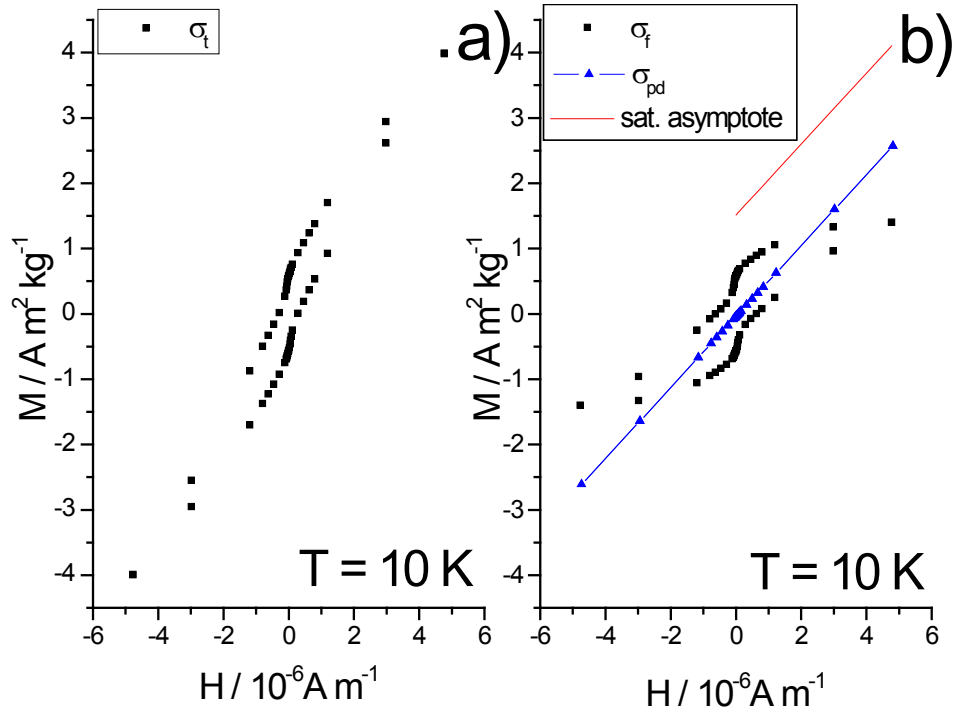 σt
a)
4
3
2
1
0
-1
-2
-3
-4
M / A m² kg⁻¹
T = 10 K
-6 -4 -2 0 2 4 6
H / 10⁻⁶A m⁻¹
σf
σpd
sat. asymptote
b)
4
3
2
1
0
-1
-2
-3
-4
M / A m² kg⁻¹
T = 10 K
-6 -4 -2 0 2 4 6
H / 10⁻⁶A m⁻¹